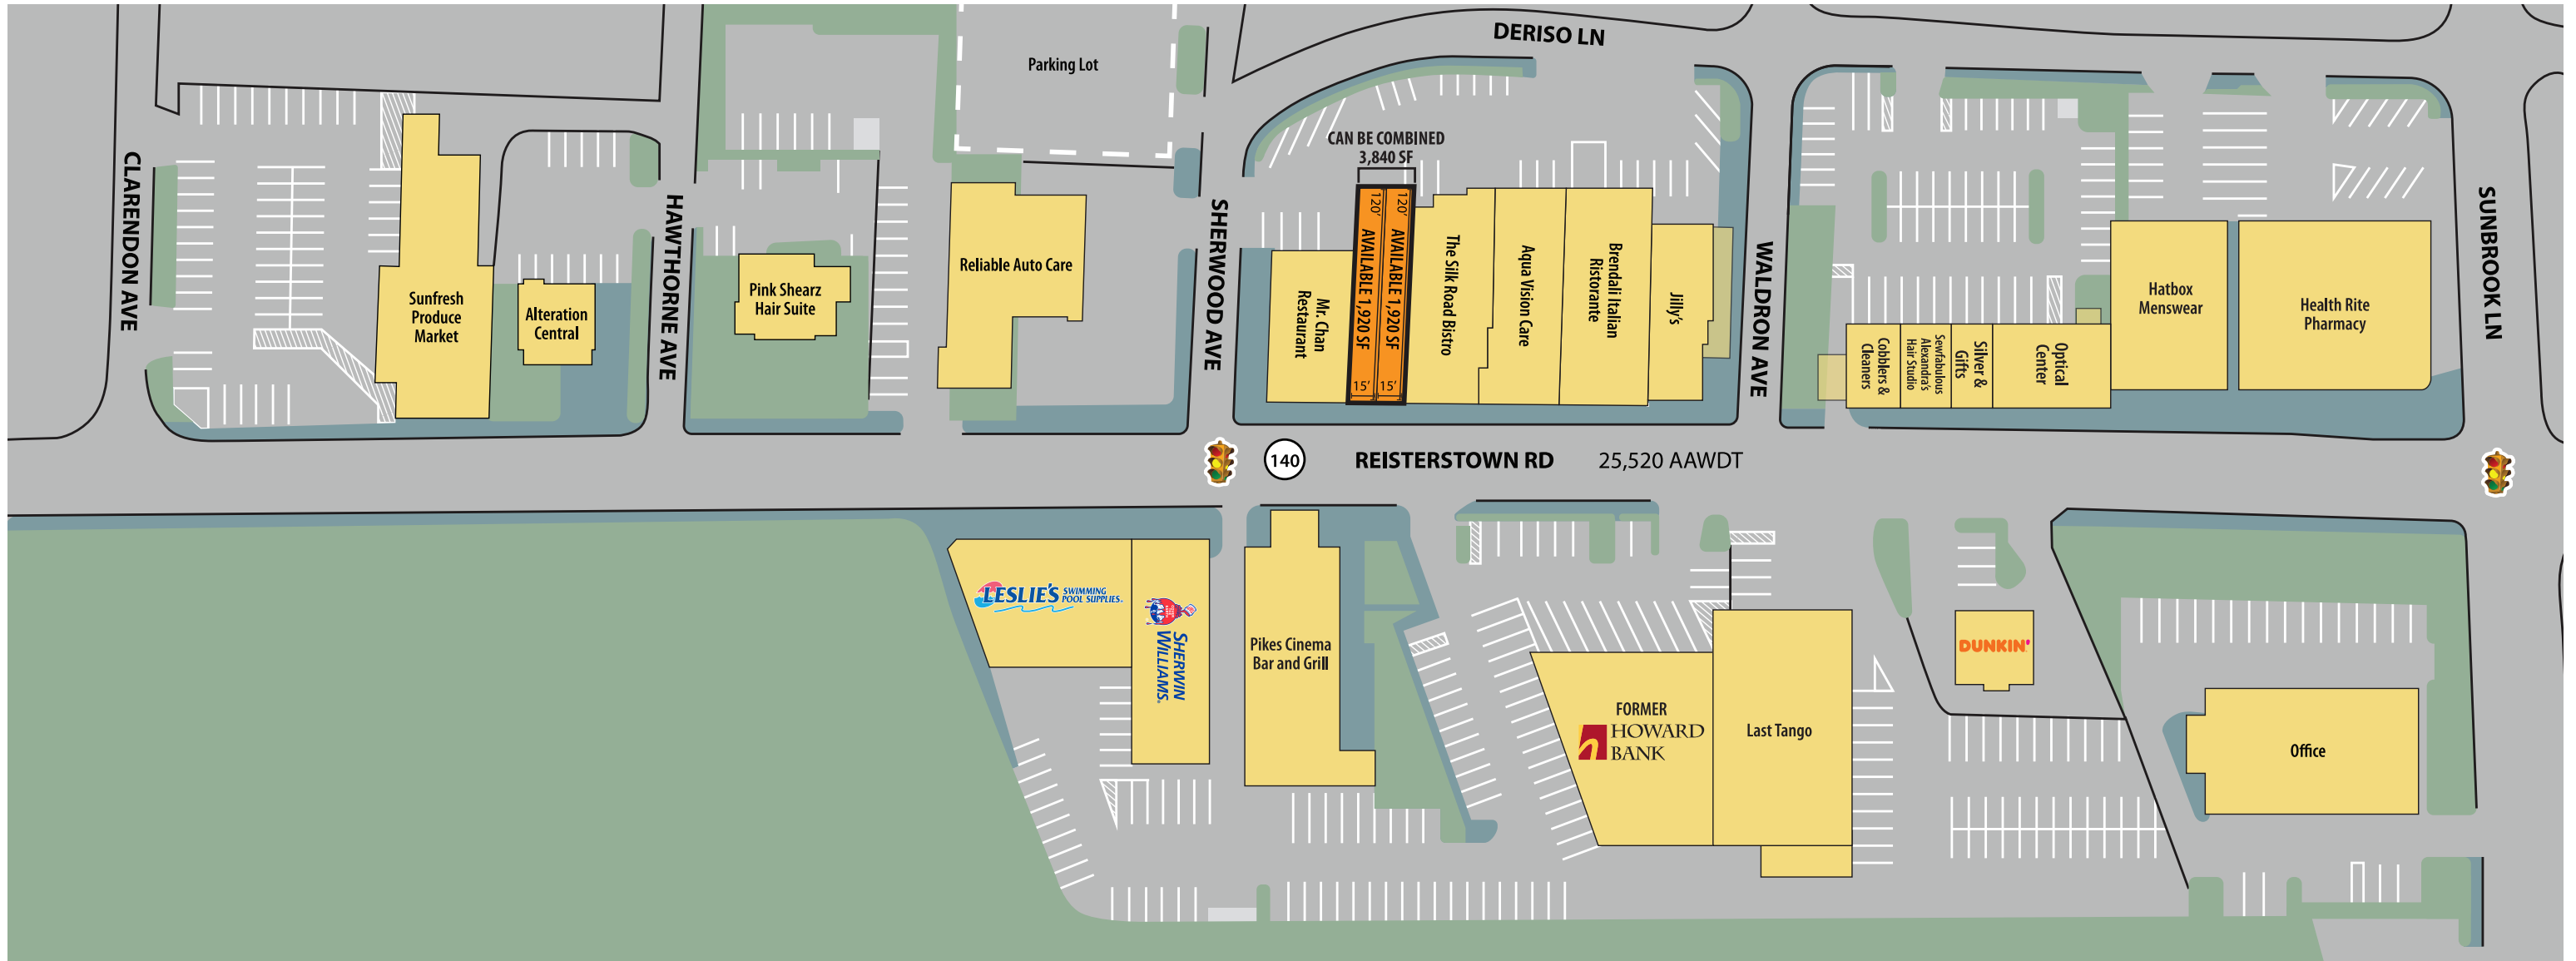 DERISO LN
Parking Lot
CAN BE COMBINED
3,840 SF
CLARENDON AVE
HAWTHORNE AVE
SHERWOOD AVE
WALDRON AVE
SUNBROOK LN
Sunfresh
Produce
Market
Alteration
Central
Pink Shearz
Hair Suite
Reliable Auto Care
Mr. Chan
Restaurant
120'
AVAILABLE 1,920 SF
15'
120'
AVAILABLE 1,920 SF
15'
The Silk Road Bistro
Aqua Vision Care
Brendali Italian
Ristorante
Jilly's
Cobblers &
Cleaners
Sewfabulous
Alexandra's
Hair Studio
Silver &
Gifts
Optical
Center
Hatbox
Menswear
Health Rite
Pharmacy
140
REISTERSTOWN RD
25,520 AAWDT
LESLIE'S SWIMMING
POOL SUPPLIES.
SHERWIN
WILLIAMS.
Pikes Cinema
Bar and Grill
FORMER
HOWARD
BANK
Last Tango
DUNKIN'
Office